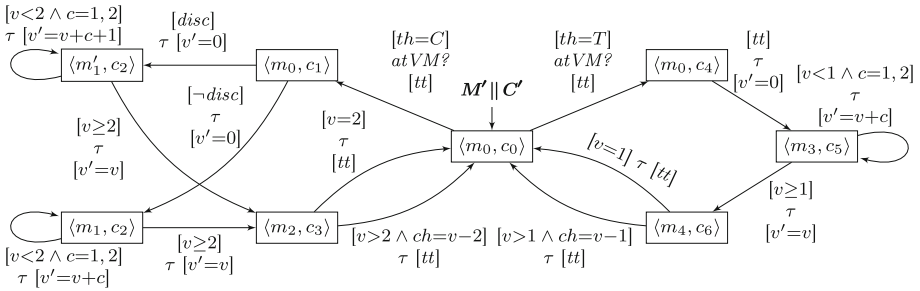 [v<2 ∧ c=1, 2]
τ [v′=v+c+1]
[disc]
τ [v′=0]
⟨m′₁, c₂⟩
⟨m₀, c₁⟩
[th=C]
atVM?
[tt]
M′ ∥ C′
[th=T]
atVM?
[tt]
⟨m₀, c₄⟩
[tt]
τ
[v′=0]
[v<1 ∧ c=1, 2]
τ
[v′=v+c]
[¬disc]
τ
[v′=0]
[v≥2]
τ
[v′=v]
[v=2]
τ
[tt]
⟨m₀, c₀⟩
[v=1] τ [tt]
⟨m₃, c₅⟩
[v≥1]
τ
[v′=v]
⟨m₁, c₂⟩
[v≥2]
τ [v′=v]
⟨m₂, c₃⟩
⟨m₄, c₆⟩
[v<2 ∧ c=1, 2]
τ [v′=v+c]
[v>2 ∧ ch=v−2]
τ [tt]
[v>1 ∧ ch=v−1]
τ [tt]